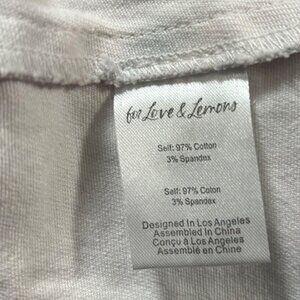 for Love & Lemons
Self: 97% Cotton
3% Spandex
Self: 97% Coton
3% Spandex
Designed In Los Angeles
Assembled In China
Conçu à Los Angeles
Assemblé en Chine